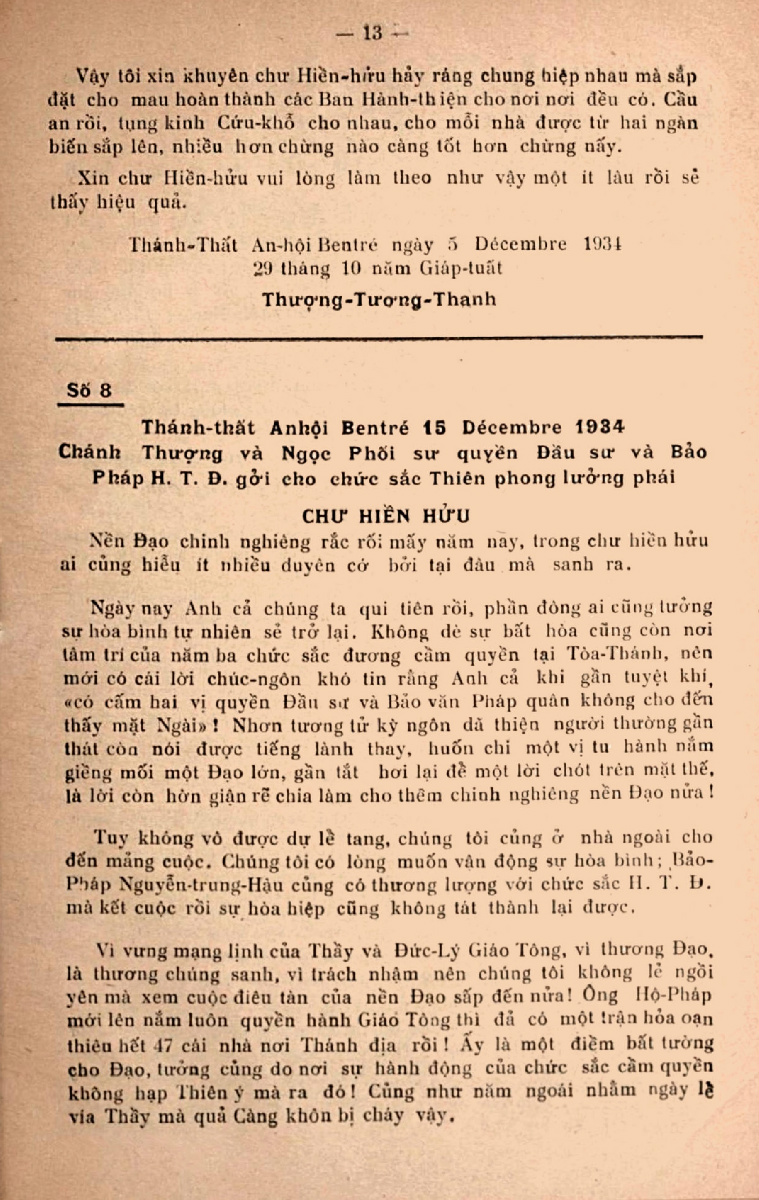 — 13 —
Vậy tôi xin khuyên chư Hiền-hữu hảy ráng chung hiệp nhau mà sắp
đặt cho mau hoàn thành các Ban Hành-thiện cho nơi nơi đều có. Cầu
an rồi, tụng kinh Cứu-khổ cho nhau, cho mỗi nhà được từ hai ngàn
biến sắp lên, nhiều hơn chừng nào càng tốt hơn chừng nấy.
Xin chư Hiền-hửu vui lòng làm theo như vậy một ít lâu rồi sẻ
thấy hiệu quả.
Thánh-Thất An-hội Bentré ngày 5 Décembre 1934
29 tháng 10 năm Giáp-tuất
Thượng-Tương-Thanh
Số 8
Thánh-thất Anhội Bentré 15 Décembre 1934
Chánh Thượng và Ngọc Phối sư quyền Đầu sư và Bảo
Pháp H. T. Đ. gởi cho chức sắc Thiên phong lưởng phái
CHƯ HIỀN HỬU
Nền Đạo chinh nghiêng rắc rối mấy năm nay, trong chư hiền hửu
ai củng hiểu ít nhiều duyên cớ bởi tại đâu mà sanh ra.
Ngày nay Anh cả chúng ta qui tiên rồi, phần đông ai cũng tưởng
sự hòa bình tự nhiên sẻ trở lại. Không dè sự bất hòa cũng còn nơi
tâm trí của năm ba chức sắc đương cầm quyền tại Tòa-Thánh, nên
mới có cái lời chúc-ngôn khó tin rằng Anh cả khi gần tuyệt khí,
«có cấm hai vị quyền Đầu sư và Bảo văn Pháp quân không cho đến
thấy mặt Ngài» ! Nhơn tương tử kỳ ngôn dã thiện người thường gần
thát còn nói được tiếng lành thay, huốn chi một vị tu hành nắm
giềng mối một Đạo lớn, gần tắt hơi lại để một lời chót trên mặt thế,
là lời còn hờn giận rẽ chia làm cho thêm chinh nghiêng nền Đạo nửa !
Tuy không vô được dự lễ tang, chúng tôi củng ở nhà ngoài cho
đến mảng cuộc. Chúng tôi có lòng muốn vận động sự hòa bình ; Bảo-
Pháp Nguyễn-trung-Hậu củng có thương lượng với chức sắc H. T. Đ.
mà kết cuộc rồi sự hòa hiệp cũng không tát thành lại được.
Vì vưng mạng lịnh của Thầy và Đức-Lý Giáo Tông, vì thương Đạo,
là thương chúng sanh, vì trách nhậm nên chúng tôi không lẻ ngồi
yên mà xem cuộc điêu tàn của nền Đạo sấp đến nửa ! Ông Hộ-Pháp
mới lên nắm luôn quyền hành Giáo Tông thì đả có một trận hỏa oạn
thiêu hết 47 cái nhà nơi Thánh địa rồi ! Ấy là một điềm bất tường
cho Đạo, tưởng củng do nơi sự hành động của chức sắc cầm quyền
không hạp Thiên ý mà ra đó ! Củng như năm ngoái nhằm ngày lễ
vía Thầy mà quả Càng khôn bị cháy vậy.